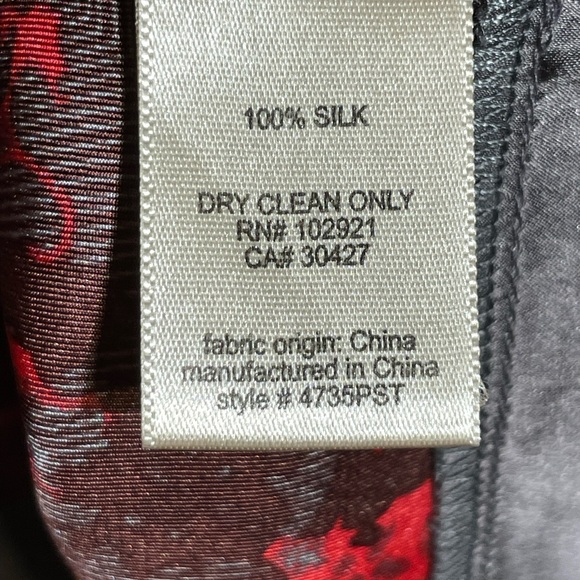 100% SILK
DRY CLEAN ONLY
RN# 102921
CA# 30427
fabric origin: China
manufactured in China
style # 4735PST